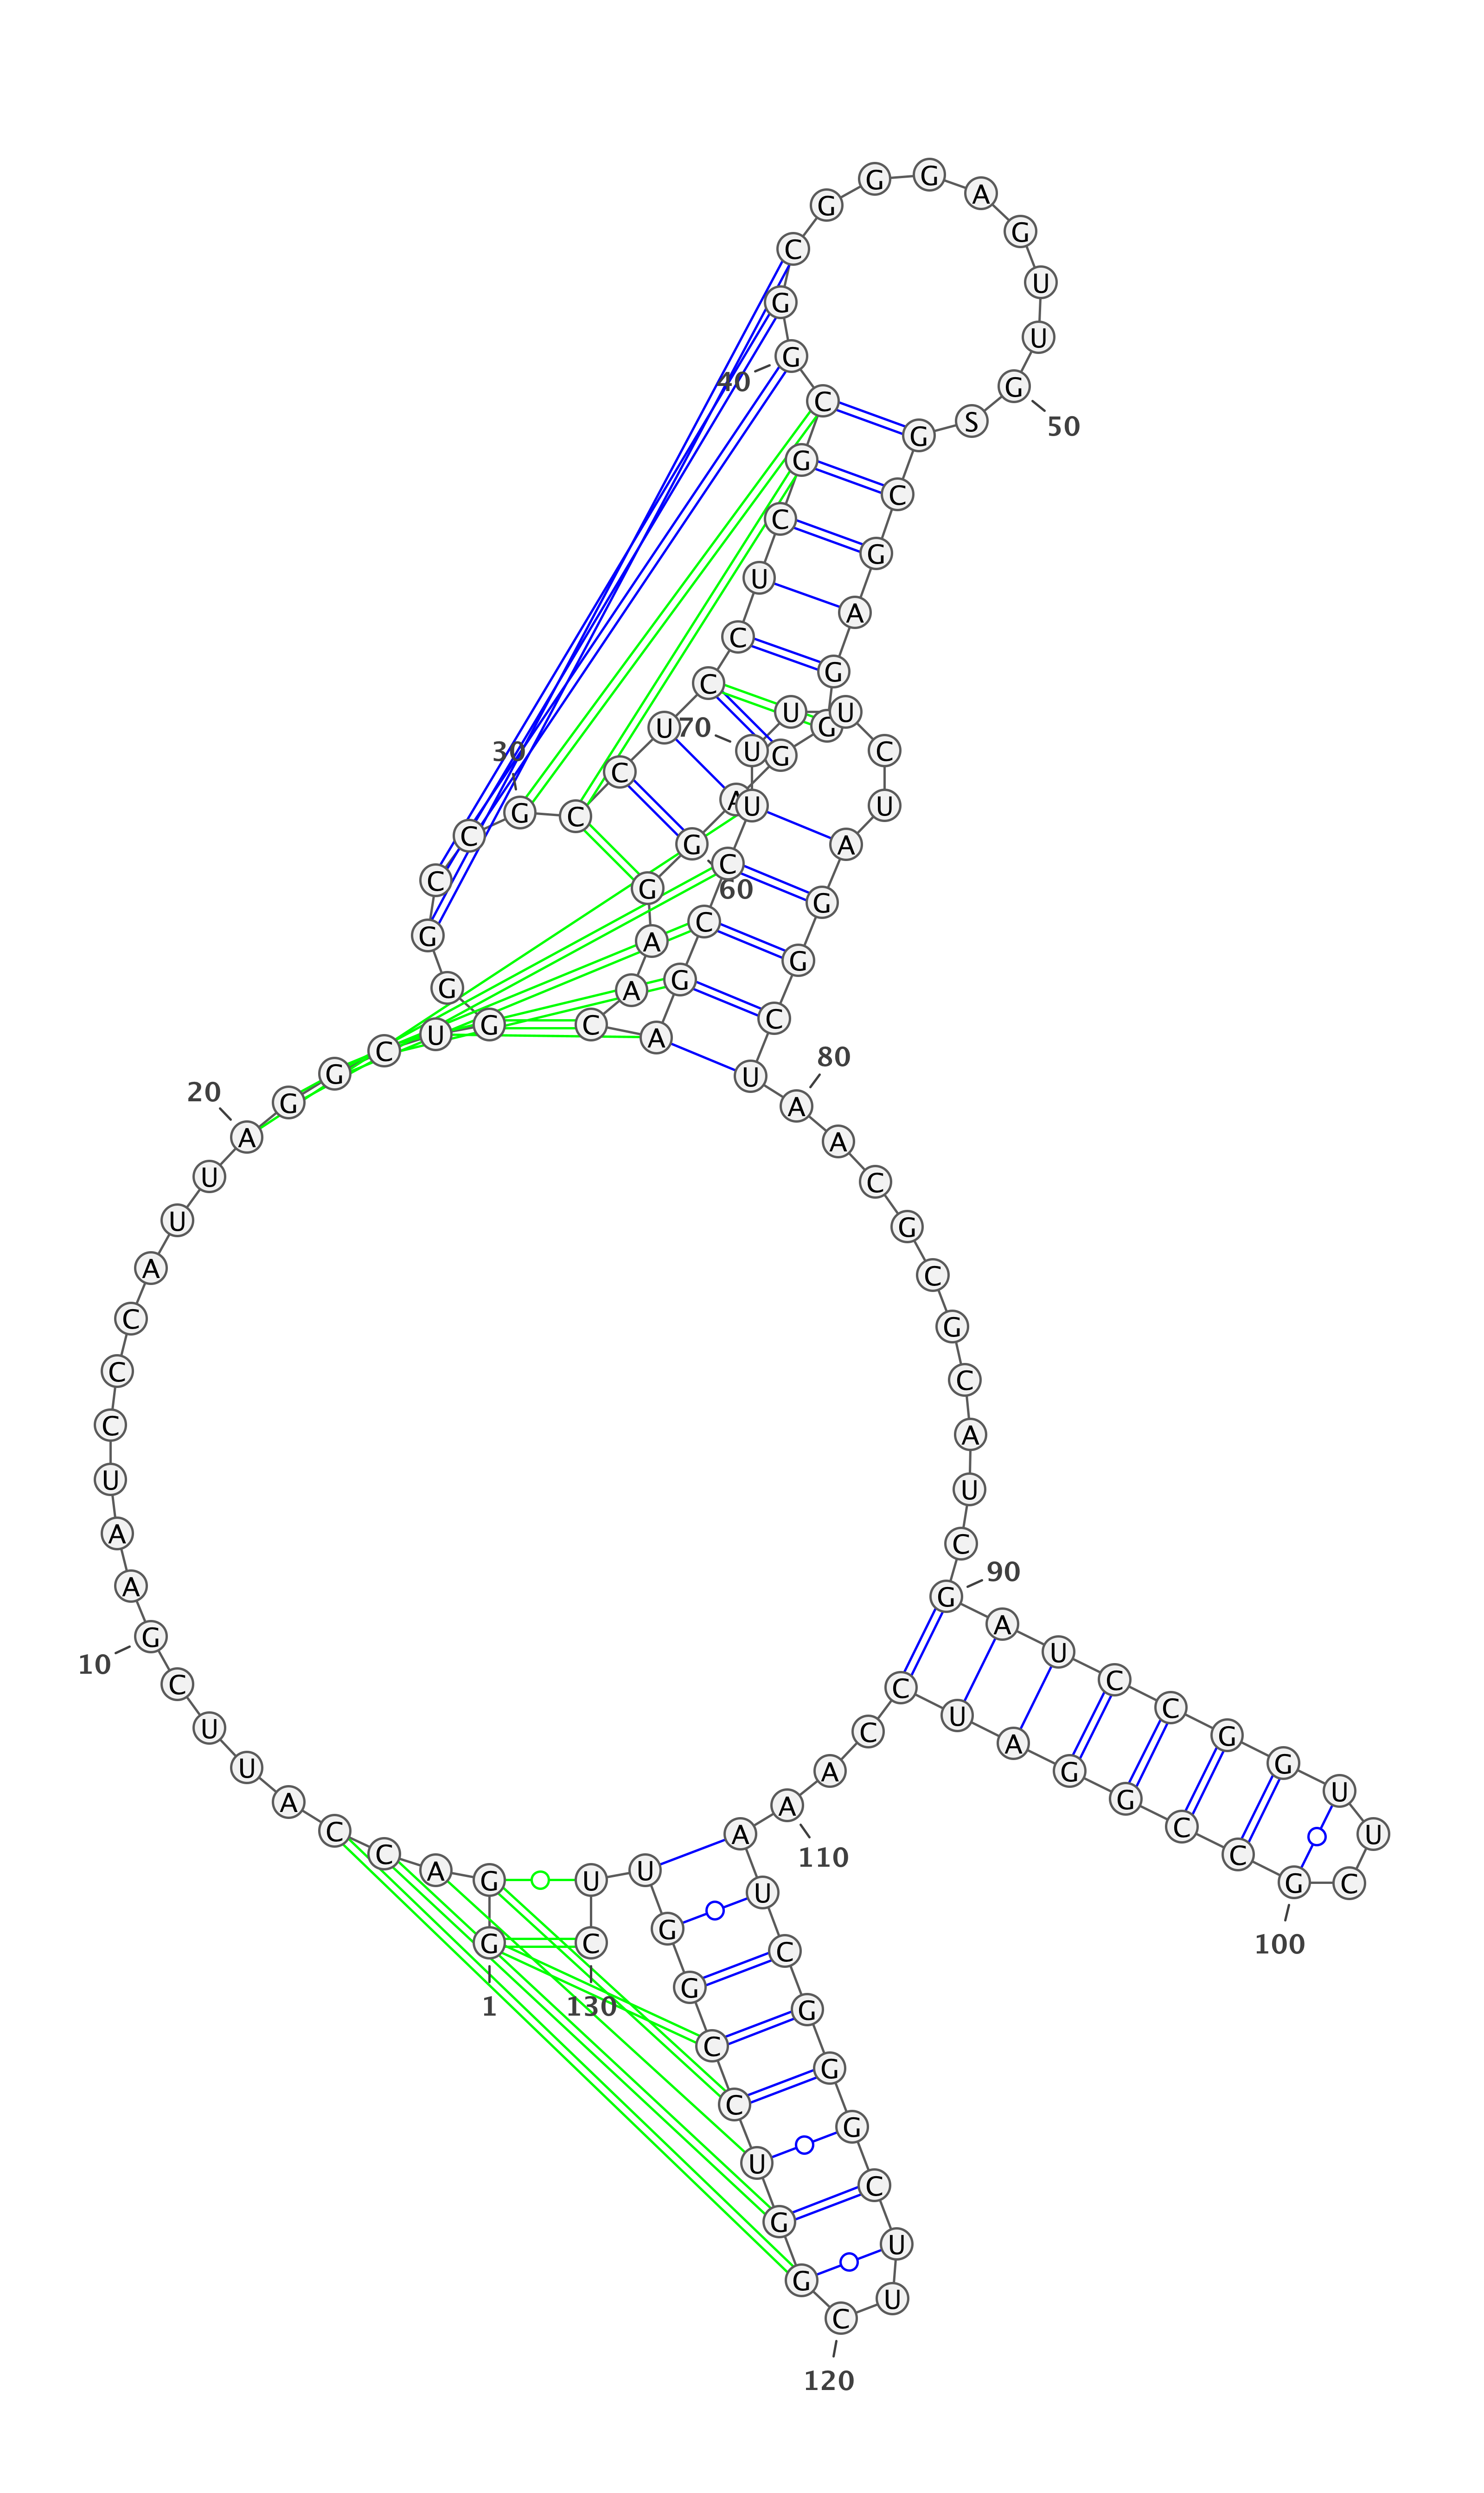 1
G G A C C A U U C G
10
A A U C C C A U U A
20
G G C U G G G C C G
30
C C U C C U C G C G
40
G C G G G A G U U G
50
S G C G A G G G A G
60
G A A C A G C C U U
70
U U C U A G G C U A
80
A C G C G C A U C G
90
A U C C G G U U C G
100
C C G G A U C C A A
110
A U C G G G C U U C
120
G G U C C G G U U C
130